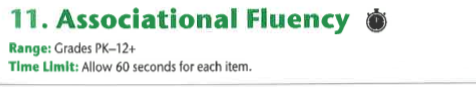 11. Associational Fluency
Range: Grades PK–12+
Time Limit: Allow 60 seconds for each item.